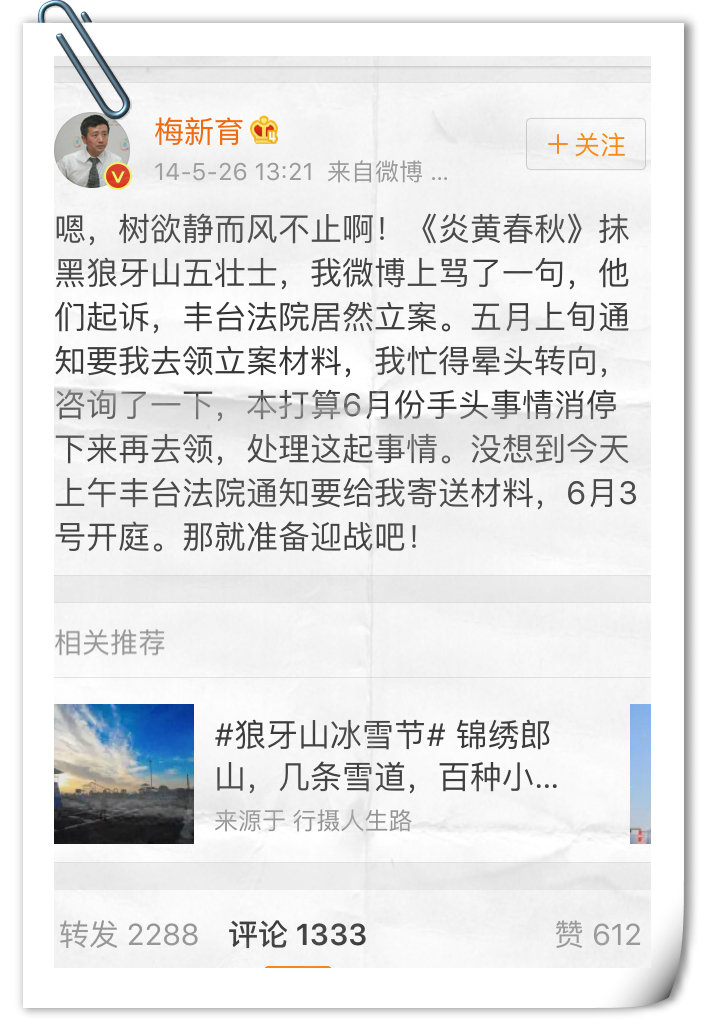 梅新育
14-5-26 13:21 来自微博 ...
+ 关注
嗯，树欲静而风不止啊！《炎黄春秋》抹
黑狼牙山五壮士，我微博上骂了一句，他
们起诉，丰台法院居然立案。五月上旬通
知要我去领立案材料，我忙得晕头转向，
咨询了一下，本打算6月份手头事情消停
下来再去领，处理这起事情。没想到今天
上午丰台法院通知要给我寄送材料，6月3
号开庭。那就准备迎战吧！
相关推荐
#狼牙山冰雪节# 锦绣郎
山，几条雪道，百种小...
来源于 行摄人生路
转发 2288 评论 1333 赞 612